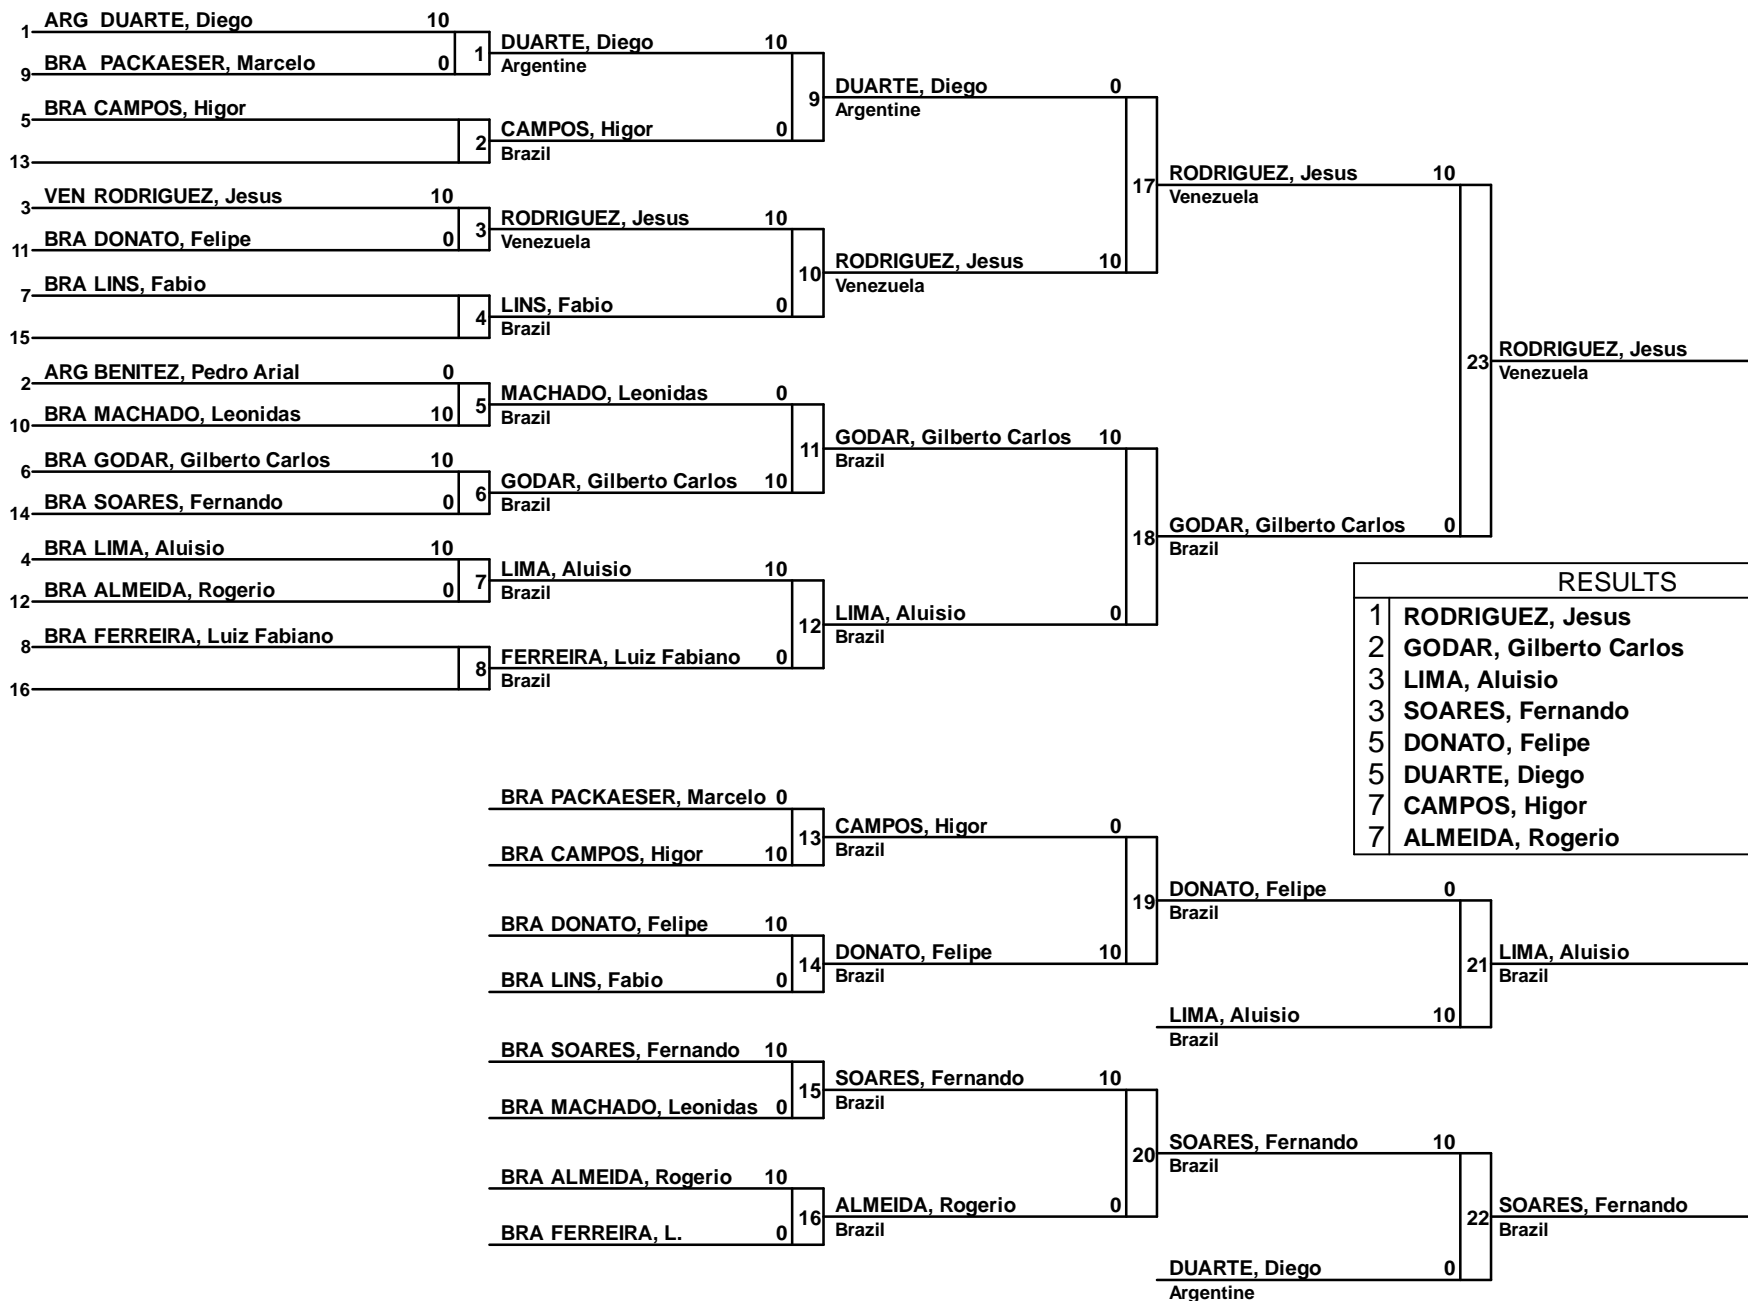 1 ARG DUARTE, Diego 10
9 BRA PACKAESER, Marcelo 0
1
DUARTE, Diego 10
Argentine
5 BRA CAMPOS, Higor
13
2
CAMPOS, Higor 0
Brazil
9
DUARTE, Diego 0
Argentine
3 VEN RODRIGUEZ, Jesus 10
11 BRA DONATO, Felipe 0
3
RODRIGUEZ, Jesus 10
Venezuela
7 BRA LINS, Fabio
15
4
LINS, Fabio 0
Brazil
10
RODRIGUEZ, Jesus 10
Venezuela
17
RODRIGUEZ, Jesus 10
Venezuela
2 ARG BENITEZ, Pedro Arial 0
10 BRA MACHADO, Leonidas 10
5
MACHADO, Leonidas 0
Brazil
6 BRA GODAR, Gilberto Carlos 10
14 BRA SOARES, Fernando 0
6
GODAR, Gilberto Carlos 10
Brazil
11
GODAR, Gilberto Carlos 10
Brazil
4 BRA LIMA, Aluisio 10
12 BRA ALMEIDA, Rogerio 0
7
LIMA, Aluisio 10
Brazil
8 BRA FERREIRA, Luiz Fabiano
16
8
FERREIRA, Luiz Fabiano 0
Brazil
12
LIMA, Aluisio 0
Brazil
18
GODAR, Gilberto Carlos 0
Brazil
23
RODRIGUEZ, Jesus
Venezuela
RESULTS
1 RODRIGUEZ, Jesus
2 GODAR, Gilberto Carlos
3 LIMA, Aluisio
3 SOARES, Fernando
5 DONATO, Felipe
5 DUARTE, Diego
7 CAMPOS, Higor
7 ALMEIDA, Rogerio
BRA PACKAESER, Marcelo 0
BRA CAMPOS, Higor 10
13
CAMPOS, Higor 0
Brazil
BRA DONATO, Felipe 10
BRA LINS, Fabio 0
14
DONATO, Felipe 10
Brazil
19
DONATO, Felipe 0
Brazil
LIMA, Aluisio 10
Brazil
21
LIMA, Aluisio
Brazil
BRA SOARES, Fernando 10
BRA MACHADO, Leonidas 0
15
SOARES, Fernando 10
Brazil
BRA ALMEIDA, Rogerio 10
BRA FERREIRA, L. 0
16
ALMEIDA, Rogerio 0
Brazil
20
SOARES, Fernando 10
Brazil
DUARTE, Diego 0
Argentine
22
SOARES, Fernando
Brazil